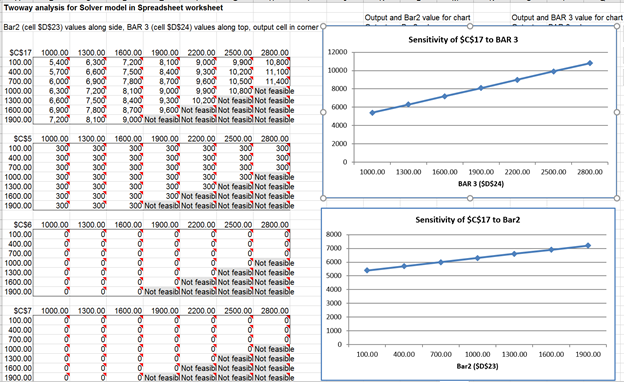 Twoway analysis for Solver model in Spreadsheet worksheet
Bar2 (cell $D$23) values along side, BAR 3 (cell $D$24) values along top, output cell in corner
Output and Bar2 value for chart Output and BAR 3 value for chart
$C$17 1000.00 1300.00 1600.00 1900.00 2200.00 2500.00 2800.00
100.00 5,400 6,300 7,200 8,100 9,000 9,900 10,800
400.00 5,700 6,600 7,500 8,400 9,300 10,200 11,100
700.00 6,000 6,900 7,800 8,700 9,600 10,500 11,400
1000.00 6,300 7,200 8,100 9,000 9,900 10,800 Not feasible
1300.00 6,600 7,500 8,400 9,300 10,200 Not feasibl Not feasible
1600.00 6,900 7,800 8,700 9,600 Not feasibl Not feasibl Not feasible
1900.00 7,200 8,100 9,000 Not feasibl Not feasibl Not feasibl Not feasible
$C$5 1000.00 1300.00 1600.00 1900.00 2200.00 2500.00 2800.00
100.00 300 300 300 300 300 300 300
400.00 300 300 300 300 300 300 300
700.00 300 300 300 300 300 300 300
1000.00 300 300 300 300 300 300 Not feasible
1300.00 300 300 300 300 300 Not feasibl Not feasible
1600.00 300 300 300 300 Not feasibl Not feasibl Not feasible
1900.00 300 300 300 Not feasibl Not feasibl Not feasibl Not feasible
$C$6 1000.00 1300.00 1600.00 1900.00 2200.00 2500.00 2800.00
100.00 0 0 0 0 0 0 0
400.00 0 0 0 0 0 0 0
700.00 0 0 0 0 0 0 0
1000.00 0 0 0 0 0 0 Not feasible
1300.00 0 0 0 0 0 Not feasibl Not feasible
1600.00 0 0 0 0 Not feasibl Not feasibl Not feasible
1900.00 0 0 0 Not feasibl Not feasibl Not feasibl Not feasible
$C$7 1000.00 1300.00 1600.00 1900.00 2200.00 2500.00 2800.00
100.00 0 0 0 0 0 0 0
400.00 0 0 0 0 0 0 0
700.00 0 0 0 0 0 0 0
1000.00 0 0 0 0 0 0 Not feasible
1300.00 0 0 0 0 0 Not feasibl Not feasible
1600.00 0 0 0 0 Not feasibl Not feasibl Not feasible
1900.00 0 0 0 Not feasibl Not feasibl Not feasibl Not feasible
Sensitivity of $C$17 to BAR 3
12000
10000
8000
6000
4000
2000
0
1000.00 1300.00 1600.00 1900.00 2200.00 2500.00 2800.00
BAR 3 ($D$24)
Sensitivity of $C$17 to Bar2
8000
7000
6000
5000
4000
3000
2000
1000
0
100.00 400.00 700.00 1000.00 1300.00 1600.00 1900.00
Bar2 ($D$23)